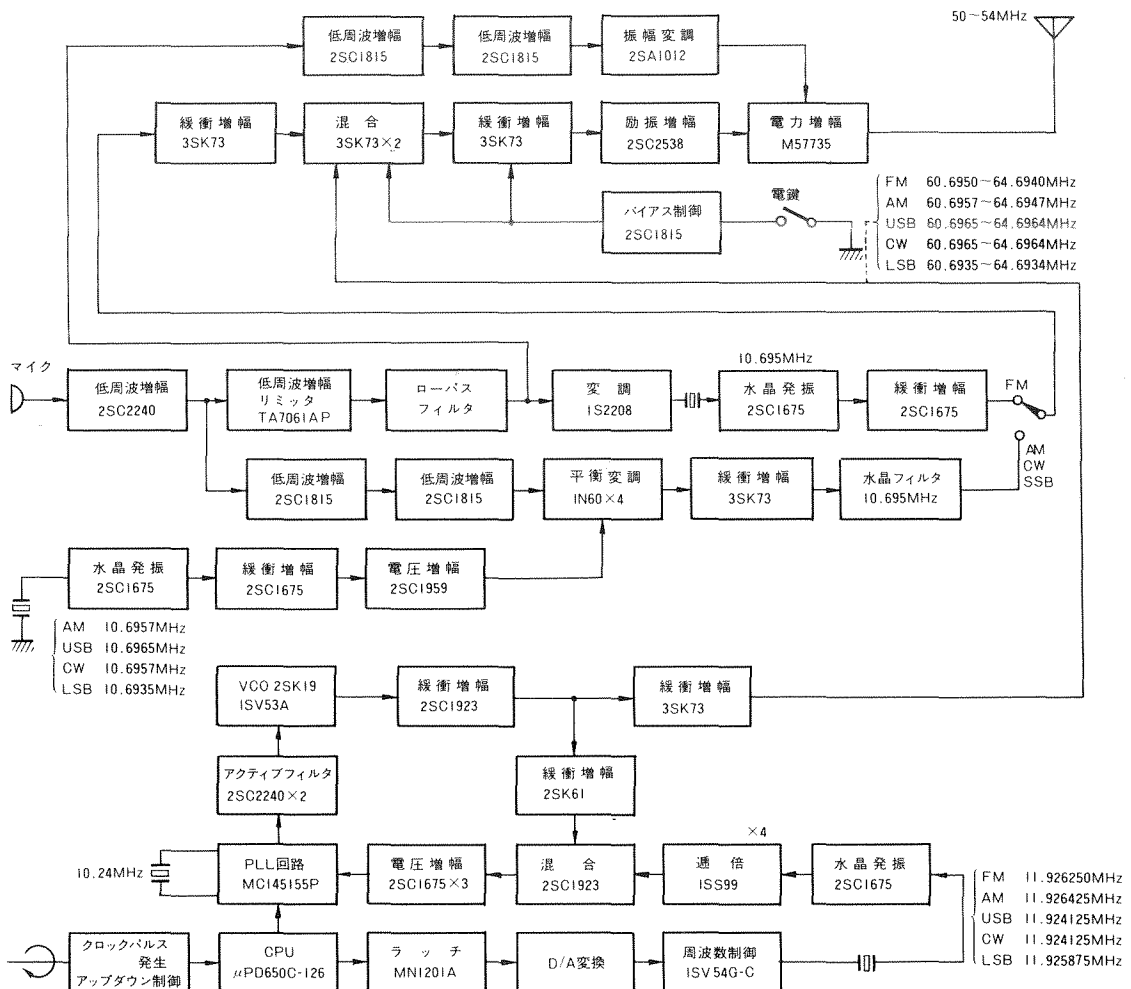 50~54MHz
低周波増幅
2SC1815
低周波増幅
2SC1815
振幅変調
2SA1012
緩衝増幅
3SK73
混合
3SK73×2
緩衝増幅
3SK73
励振増幅
2SC2538
電力増幅
M57735
バイアス制御
2SC1815
電鍵
FM 60.6950~64.6940MHz
AM 60.6957~64.6947MHz
USB 60.6965~64.6964MHz
CW 60.6965~64.6964MHz
LSB 60.6935~64.6934MHz
マイク
低周波増幅
2SC2240
低周波増幅
リミッタ
TA7061AP
ローパス
フィルタ
変調
1S2208
10.695MHz
水晶発振
2SC1675
緩衝増幅
2SC1675
FM
AM
CW
SSB
低周波増幅
2SC1815
低周波増幅
2SC1815
平衡変調
1N60×4
緩衝増幅
3SK73
水晶フィルタ
10.695MHz
水晶発振
2SC1675
緩衝増幅
2SC1675
電圧増幅
2SC1959
AM 10.6957MHz
USB 10.6965MHz
CW 10.6957MHz
LSB 10.6935MHz
VCO 2SK19
1SV53A
緩衝増幅
2SC1923
緩衝増幅
3SK73
アクティブフィルタ
2SC2240×2
緩衝増幅
2SK61
10.24MHz
PLL回路
MC145155P
電圧増幅
2SC1675×3
混合
2SC1923
×4
逓倍
1SS99
水晶発振
2SC1675
FM 11.926250MHz
AM 11.926425MHz
USB 11.924125MHz
CW 11.924125MHz
LSB 11.925875MHz
クロックパルス
発生
アップダウン制御
CPU
μPD650C-126
ラッチ
MN1201A
D/A変換
周波数制御
1SV54G-C